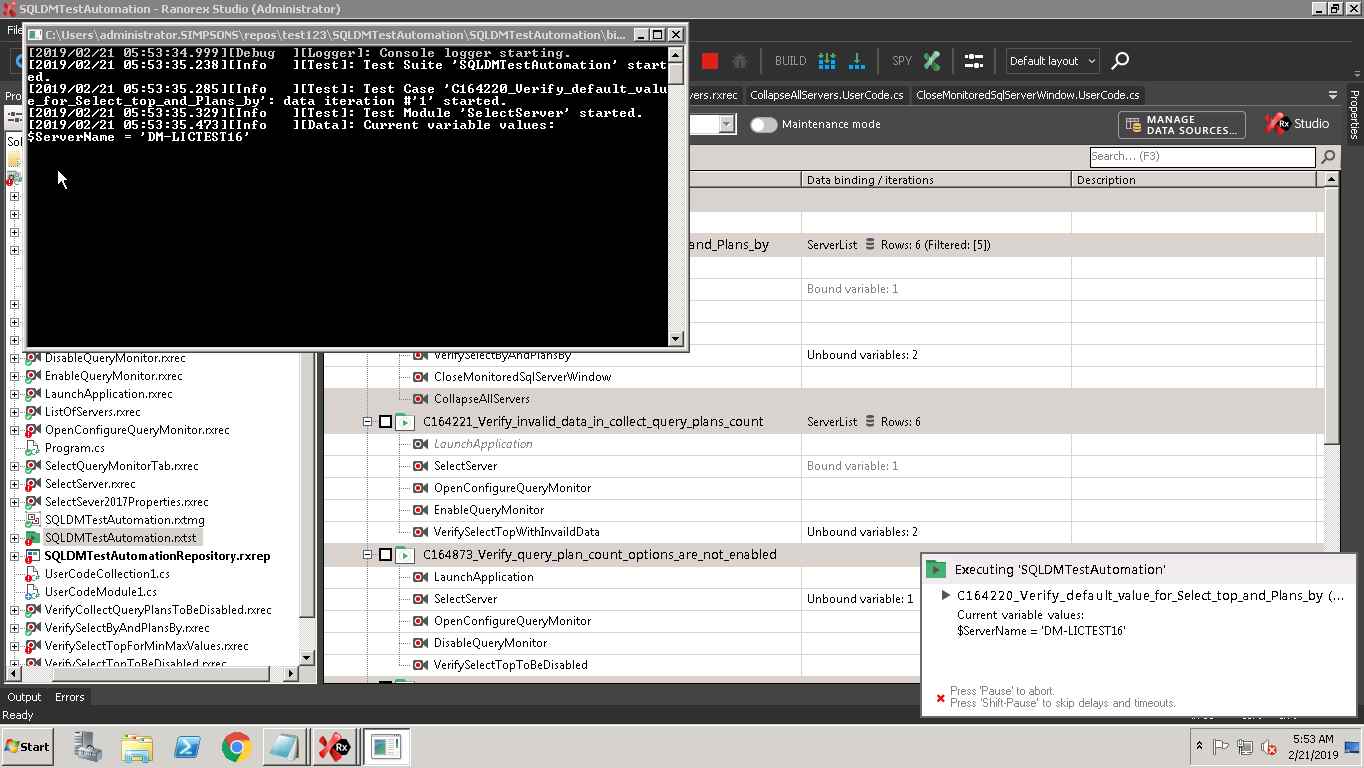 SQLDMTestAutomation - Ranorex Studio (Administrator)
C:\Users\administrator.SIMPSONS\repos\test123\SQLDMTestAutomation\SQLDMTestAutomation\bi...
[2019/02/21 05:53:34.999][Debug ][Logger]: Console logger starting.
[2019/02/21 05:53:35.238][Info ][Test]: Test Suite 'SQLDMTestAutomation' start
ed.
[2019/02/21 05:53:35.285][Info ][Test]: Test Case 'C164220_Verify_default_valu
e_for_Select_top_and_Plans_by': data iteration #'1' started.
[2019/02/21 05:53:35.329][Info ][Test]: Test Module 'SelectServer' started.
[2019/02/21 05:53:35.473][Info ][Data]: Current variable values:
$ServerName = 'DM-LICTEST16'
BUILD
SPY
Default layout
vers.rxrec
CollapseAllServers.UserCode.cs
CloseMonitoredSqlServerWindow.UserCode.cs
Properties
Maintenance mode
MANAGE
DATA SOURCES...
Rx Studio
Search... (F3)
Data binding / iterations
Description
and_Plans_by
ServerList Rows: 6 (Filtered: [5])
Bound variable: 1
VerifySelectByAndPlansBy
Unbound variables: 2
CloseMonitoredSqlServerWindow
CollapseAllServers
C164221_Verify_invalid_data_in_collect_query_plans_count
ServerList Rows: 6
LaunchApplication
SelectServer
Bound variable: 1
OpenConfigureQueryMonitor
EnableQueryMonitor
VerifySelectTopWithInvaildData
Unbound variables: 2
C164873_Verify_query_plan_count_options_are_not_enabled
LaunchApplication
SelectServer
Unbound variables: 1
OpenConfigureQueryMonitor
DisableQueryMonitor
VerifySelectTopToBeDisabled
DisableQueryMonitor.rxrec
EnableQueryMonitor.rxrec
LaunchApplication.rxrec
ListOfServers.rxrec
OpenConfigureQueryMonitor.rxrec
Program.cs
SelectQueryMonitorTab.rxrec
SelectServer.rxrec
SelectSever2017Properties.rxrec
SQLDMTestAutomation.rxtmg
SQLDMTestAutomation.rxtst
SQLDMTestAutomationRepository.rxrep
UserCodeCollection1.cs
UserCodeModule1.cs
VerifyCollectQueryPlansToBeDisabled.rxrec
VerifySelectByAndPlansBy.rxrec
VerifySelectTopForMinMaxValues.rxrec
VerifySelectTopToBeDisabled.rxrec
Executing 'SQLDMTestAutomation'
C164220_Verify_default_value_for_Select_top_and_Plans_by (...
Current variable values:
$ServerName = 'DM-LICTEST16'
Press 'Pause' to abort.
Press 'Shift-Pause' to skip delays and timeouts.
Output
Errors
Ready
Start
Rx
5:53 AM
2/21/2019